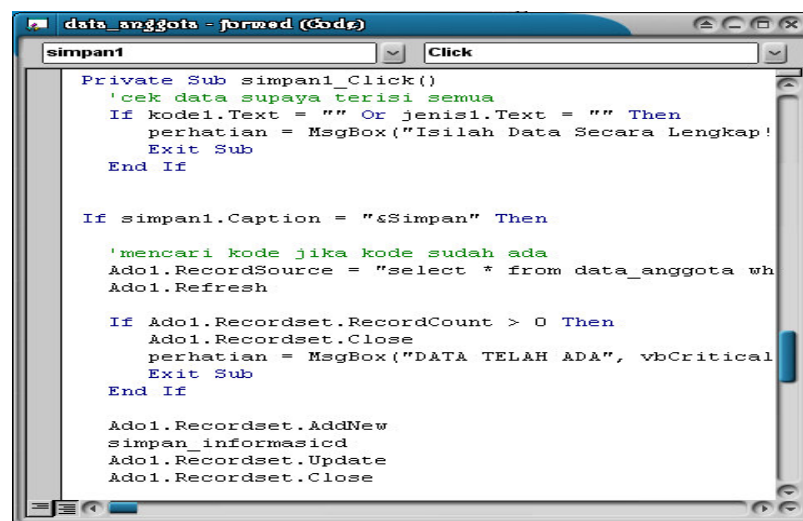 data_anggota - formed (Code)
simpan1 Click
Private Sub simpan1_Click()
'cek data supaya terisi semua
If kode1.Text = "" Or jenis1.Text = "" Then
perhatian = MsgBox("Isilah Data Secara Lengkap!
Exit Sub
End If
If simpan1.Caption = "&Simpan" Then
'mencari kode jika kode sudah ada
Ado1.RecordSource = "select * from data_anggota wh
Ado1.Refresh
If Ado1.Recordset.RecordCount > 0 Then
Ado1.Recordset.Close
perhatian = MsgBox("DATA TELAH ADA", vbCritical
Exit Sub
End If
Ado1.Recordset.AddNew
simpan_informasicd
Ado1.Recordset.Update
Ado1.Recordset.Close